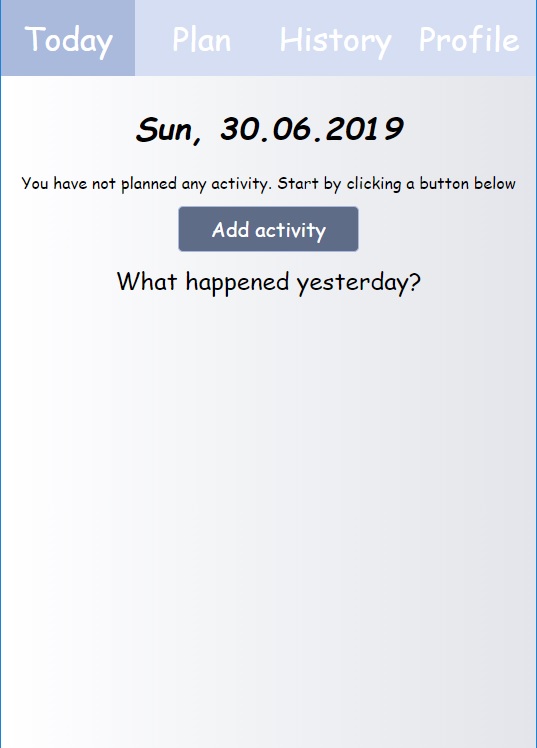 Today Plan History Profile
Sun, 30.06.2019
You have not planned any activity. Start by clicking a button below
Add activity
What happened yesterday?